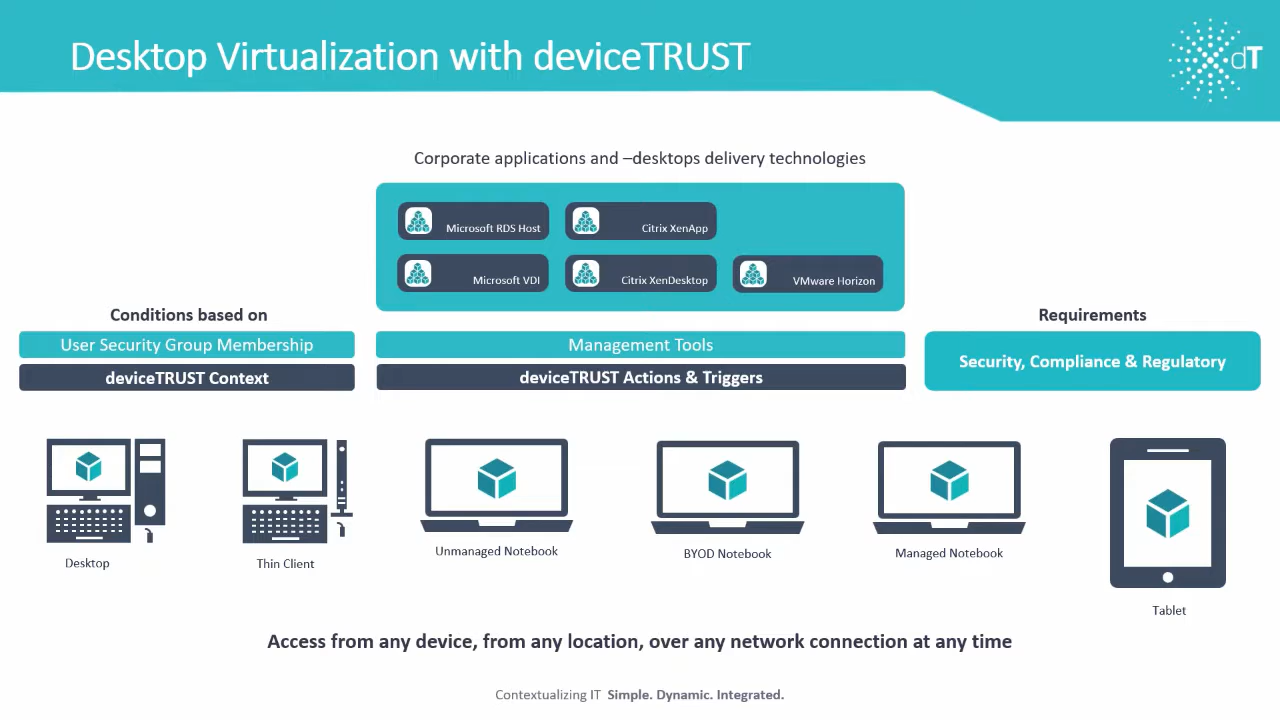 Desktop Virtualization with deviceTRUST
dT
Corporate applications and –desktops delivery technologies
Microsoft RDS Host
Citrix XenApp
Microsoft VDI
Citrix XenDesktop
VMware Horizon
Conditions based on
User Security Group Membership
deviceTRUST Context
Management Tools
deviceTRUST Actions & Triggers
Requirements
Security, Compliance & Regulatory
Desktop
Thin Client
Unmanaged Notebook
BYOD Notebook
Managed Notebook
Tablet
Access from any device, from any location, over any network connection at any time
Contextualizing IT Simple. Dynamic. Integrated.